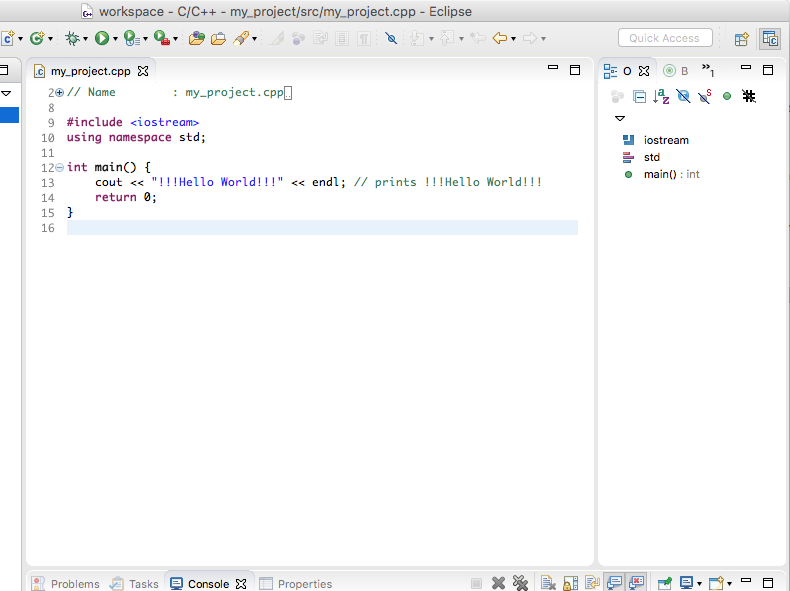 workspace - C/C++ - my_project/src/my_project.cpp - Eclipse
Quick Access
my_project.cpp
O
B
»1
2 // Name        : my_project.cpp
8
9 #include <iostream>
10 using namespace std;
11
12 int main() {
13     cout << "!!!Hello World!!!" << endl; // prints !!!Hello World!!!
14     return 0;
15 }
16
iostream
std
main() : int
Problems
Tasks
Console
Properties